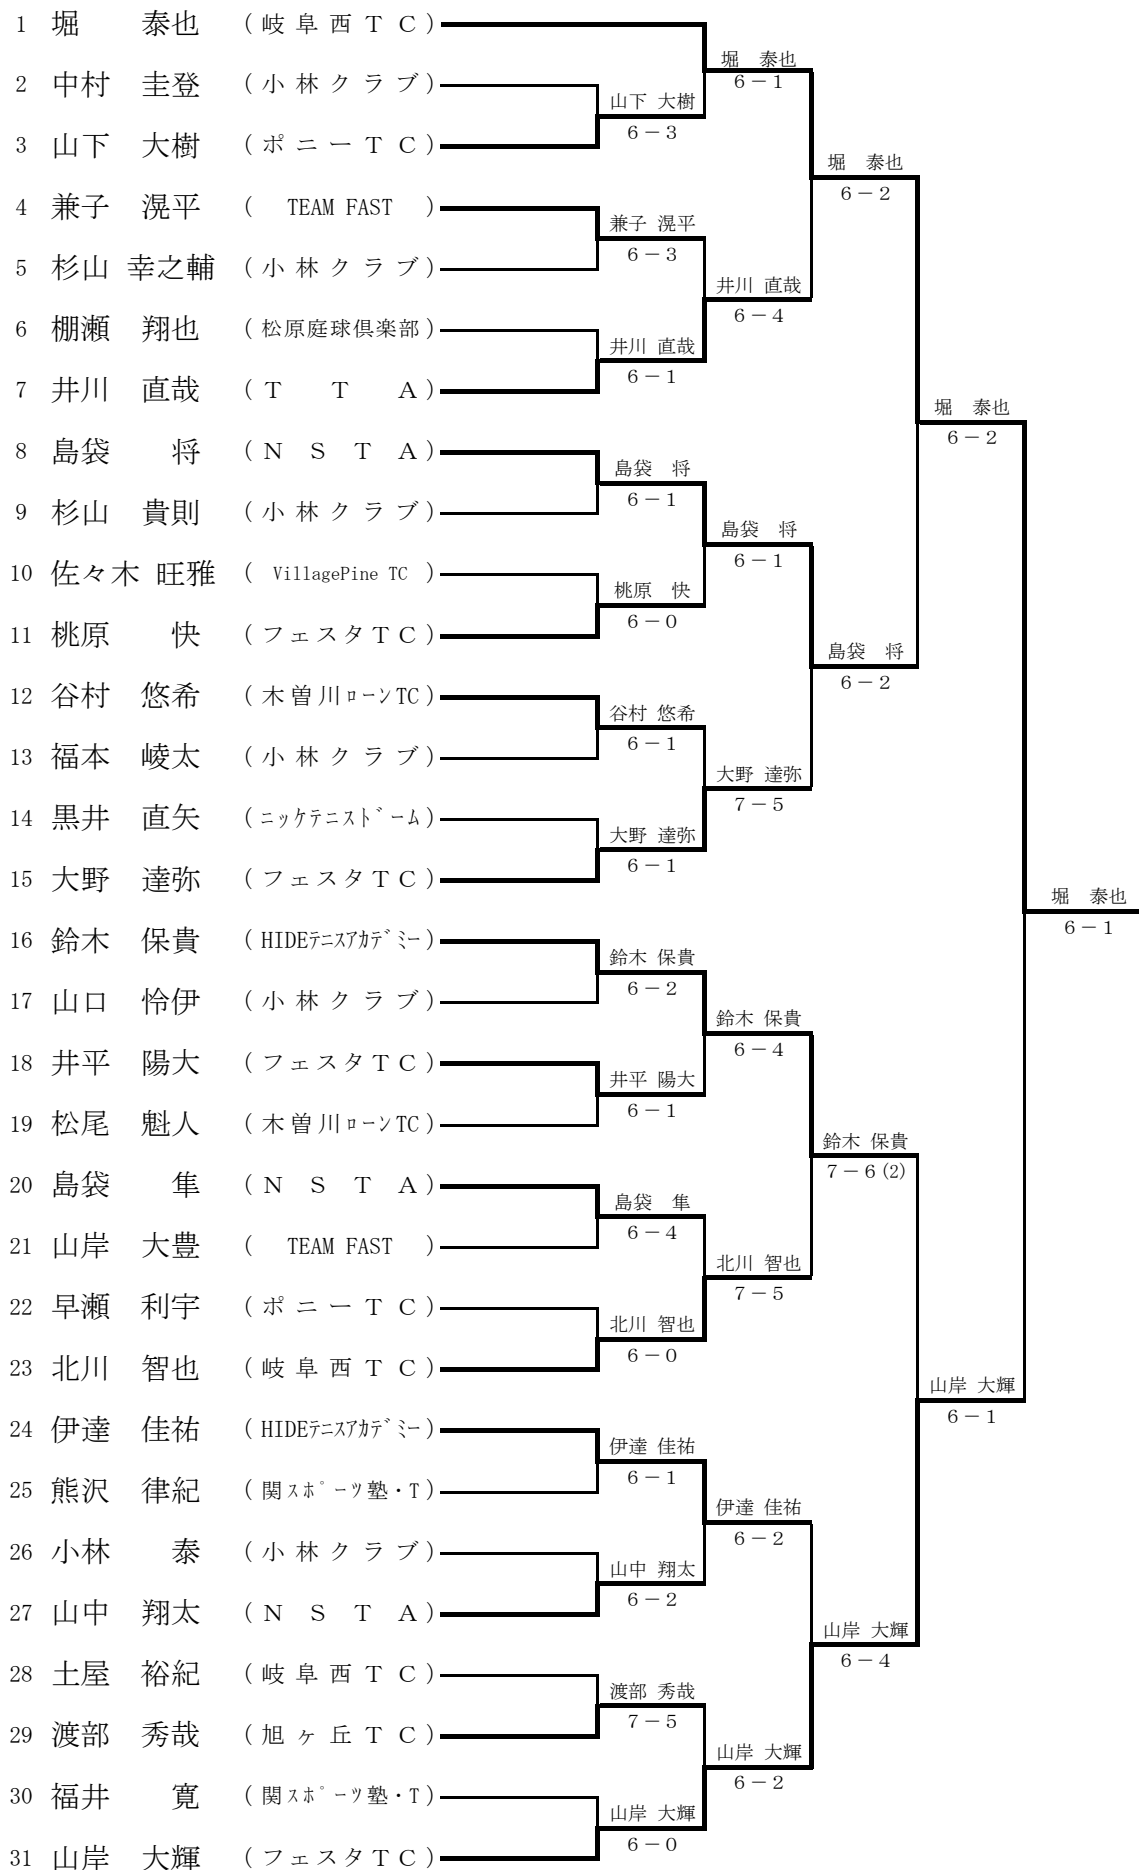 1 堀 泰也 (岐阜西TC)
2 中村 圭登 (小林クラブ)
3 山下 大樹 (ポニーTC)
4 兼子 滉平 ( TEAM FAST )
5 杉山 幸之輔 (小林クラブ)
6 棚瀬 翔也 (松原庭球倶楽部)
7 井川 直哉 (T T A)
8 島袋 将 (N S T A)
9 杉山 貴則 (小林クラブ)
10 佐々木 旺雅 ( VillagePine TC )
11 桃原 快 (フェスタTC)
12 谷村 悠希 (木曽川ﾛｰﾝTC)
13 福本 崚太 (小林クラブ)
14 黒井 直矢 (ニッケテニスドーム)
15 大野 達弥 (フェスタTC)
16 鈴木 保貴 (HIDEテニスアカデミー)
17 山口 怜伊 (小林クラブ)
18 井平 陽大 (フェスタTC)
19 松尾 魁人 (木曽川ﾛｰﾝTC)
20 島袋 隼 (N S T A)
21 山岸 大豊 ( TEAM FAST )
22 早瀬 利宇 (ポニーTC)
23 北川 智也 (岐阜西TC)
24 伊達 佳祐 (HIDEテニスアカデミー)
25 熊沢 律紀 (関スポーツ塾・T)
26 小林 泰 (小林クラブ)
27 山中 翔太 (N S T A)
28 土屋 裕紀 (岐阜西TC)
29 渡部 秀哉 (旭ヶ丘TC)
30 福井 寛 (関スポーツ塾・T)
31 山岸 大輝 (フェスタTC)
山下 大樹
6－3
兼子 滉平
6－3
井川 直哉
6－1
島袋 将
6－1
桃原 快
6－0
谷村 悠希
6－1
大野 達弥
6－1
鈴木 保貴
6－2
井平 陽大
6－1
島袋 隼
6－4
北川 智也
6－0
伊達 佳祐
6－1
山中 翔太
6－2
渡部 秀哉
7－5
山岸 大輝
6－0
堀 泰也
6－1
井川 直哉
6－4
島袋 将
6－1
大野 達弥
7－5
鈴木 保貴
6－4
北川 智也
7－5
伊達 佳祐
6－2
山岸 大輝
6－2
堀 泰也
6－2
島袋 将
6－2
鈴木 保貴
7－6(2)
山岸 大輝
6－4
堀 泰也
6－2
山岸 大輝
6－1
堀 泰也
6－1